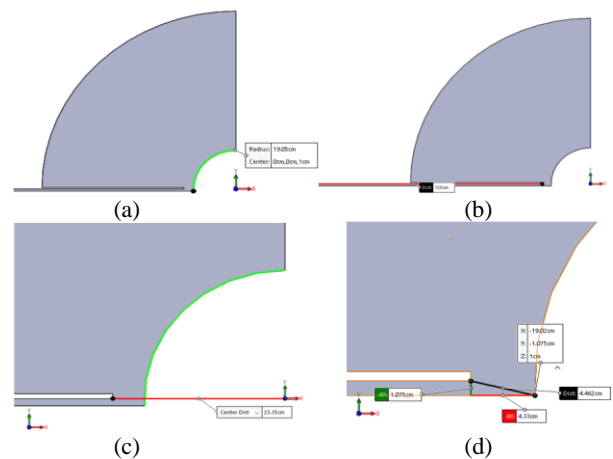 Radius: 19.05cm
Center: 0cm,0cm,1cm
(a)
125cm
(b)
Center Dist 23.35cm
(c)
X: -19.02cm
Y: -1.075cm
Z: 1cm
dY: 1.075cm
Dist: 4.462cm
dX: 4.33cm
(d)